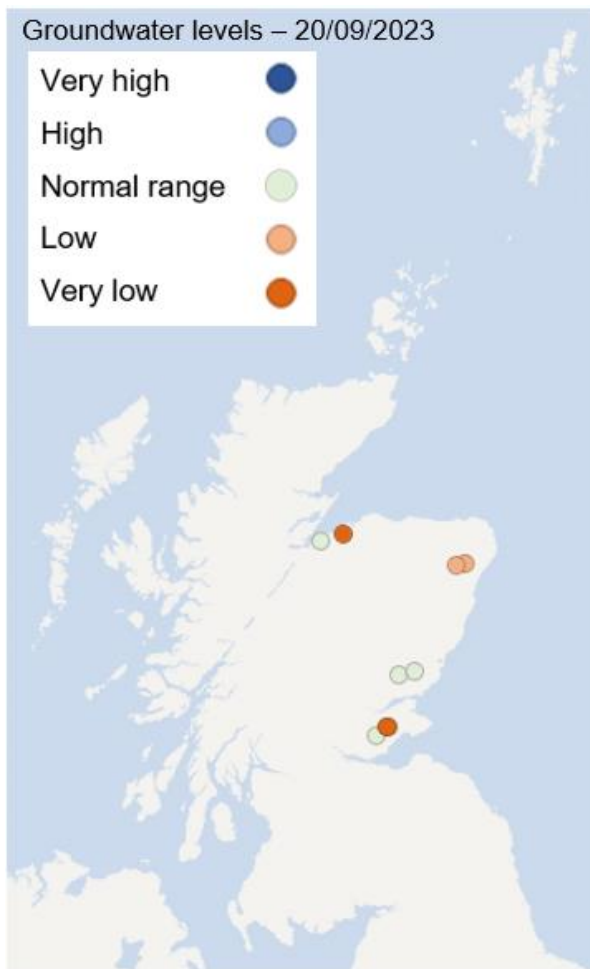 Groundwater levels – 20/09/2023
Very high
High
Normal range
Low
Very low